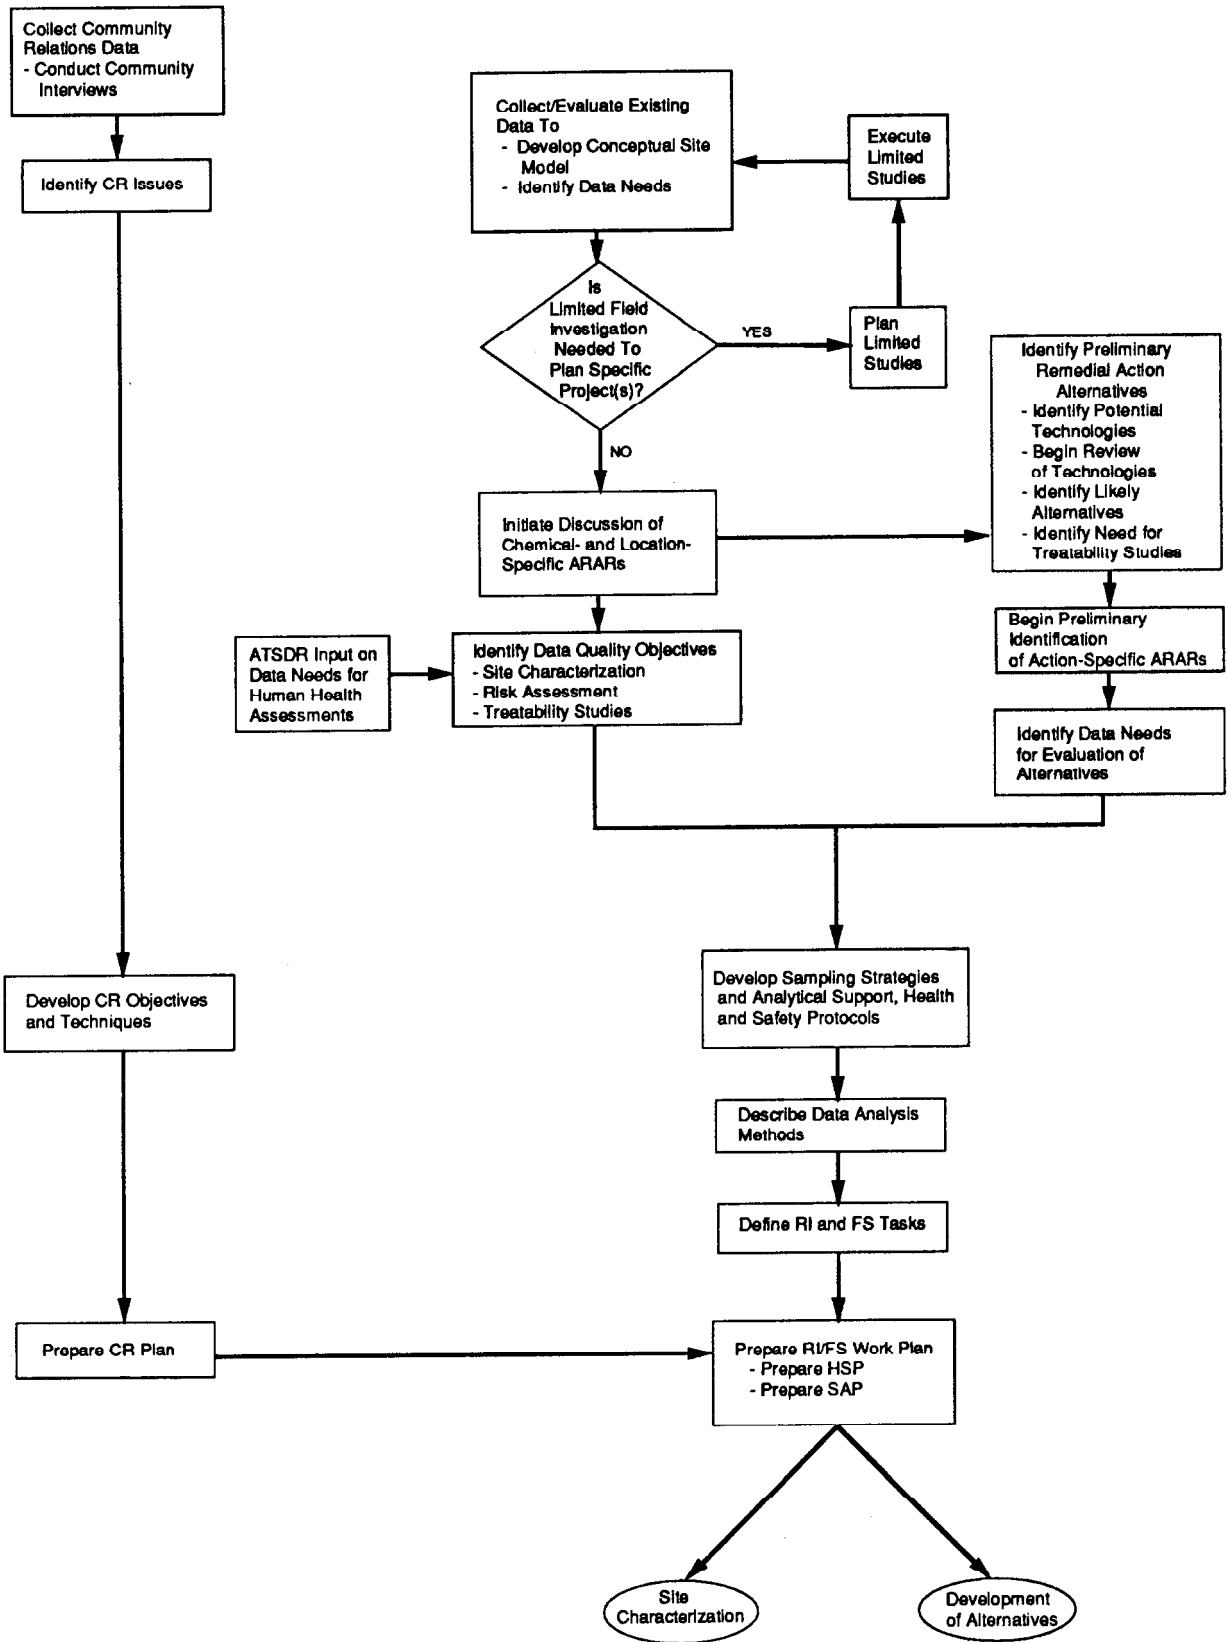 Collect Community
Relations Data
- Conduct Community
Interviews
Identify CR Issues
Collect/Evaluate Existing
Data To
- Develop Conceptual Site
Model
- Identify Data Needs
Execute
Limited
Studies
Is
Limited Field
Investigation
Needed To
Plan Specific
Project(s)?
YES
Plan
Limited
Studies
NO
Identify Preliminary
Remedial Action
Alternatives
- Identify Potential
Technologies
- Begin Review
of Technologies
- Identify Likely
Alternatives
- Identify Need for
Treatability Studies
Initiate Discussion of
Chemical- and Location-
Specific ARARs
Begin Preliminary
Identification
of Action-Specific ARARs
ATSDR Input on
Data Needs for
Human Health
Assessments
Identify Data Quality Objectives
- Site Characterization
- Risk Assessment
- Treatability Studies
Identify Data Needs
for Evaluation of
Alternatives
Develop CR Objectives
and Techniques
Develop Sampling Strategies
and Analytical Support, Health
and Safety Protocols
Describe Data Analysis
Methods
Define RI and FS Tasks
Prepare CR Plan
Prepare RI/FS Work Plan
- Prepare HSP
- Prepare SAP
Site
Characterization
Development
of Alternatives